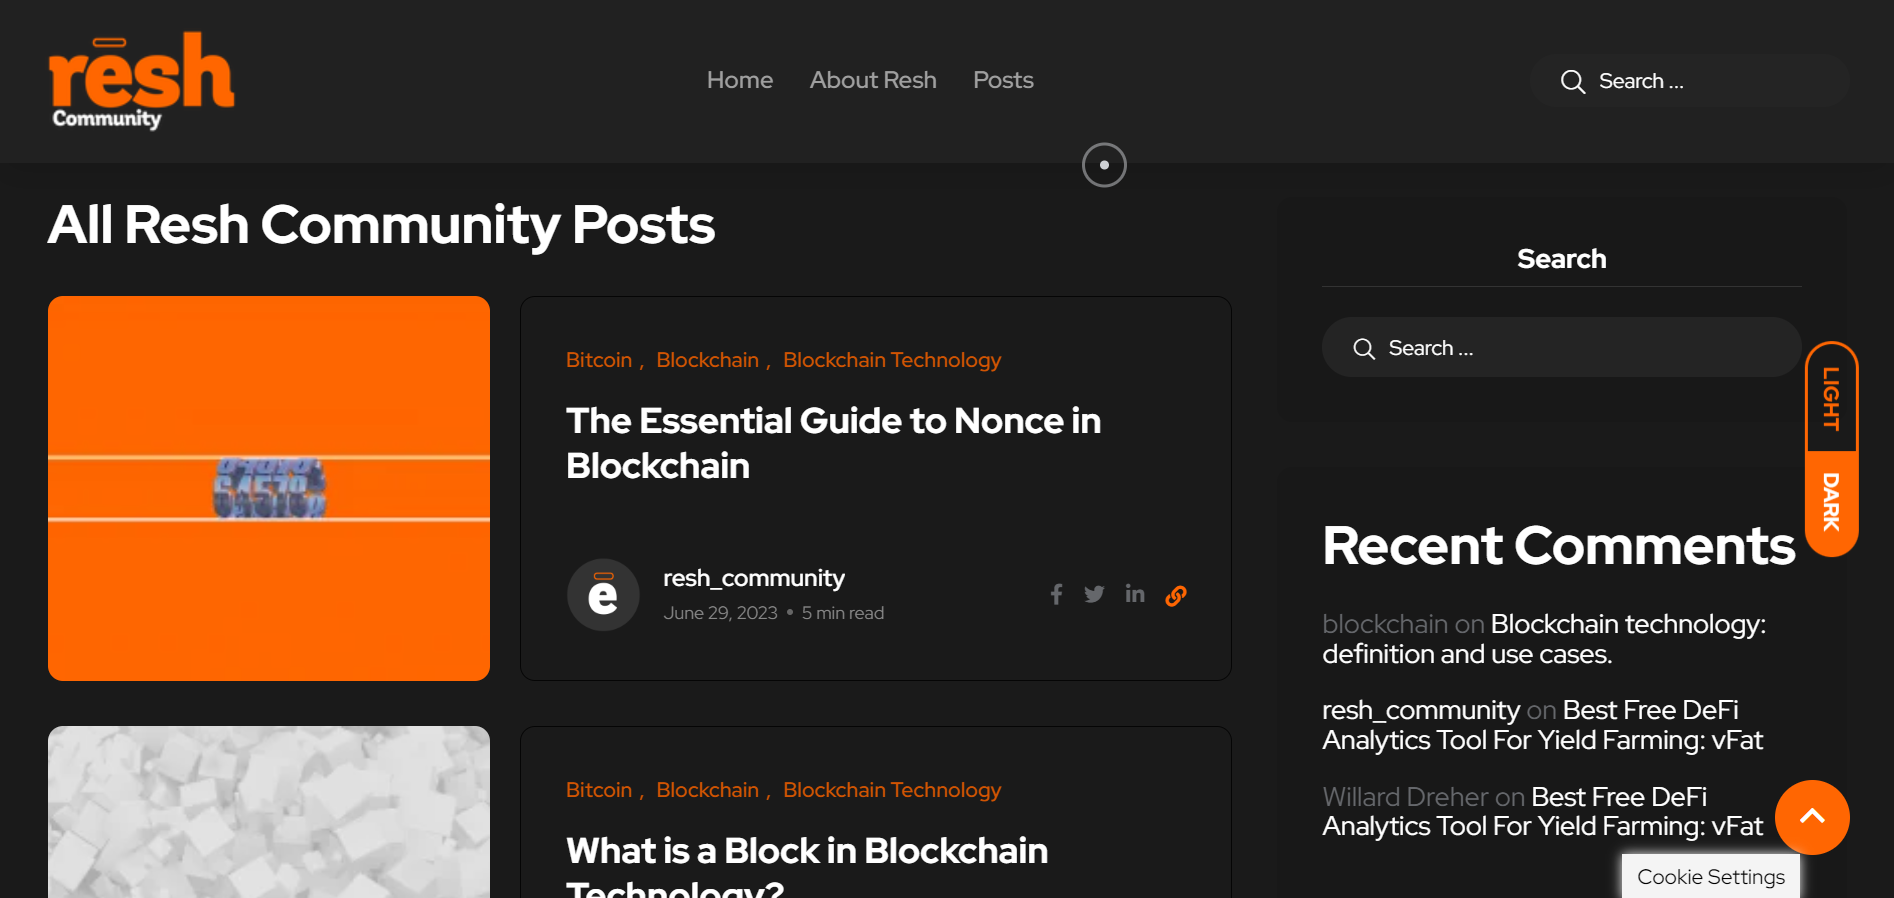 rēsh
Community
Home
About Resh
Posts
Search ...
All Resh Community Posts
Bitcoin , Blockchain , Blockchain Technology
The Essential Guide to Nonce in
Blockchain
ē
resh_community
June 29, 2023 • 5 min read
Bitcoin , Blockchain , Blockchain Technology
What is a Block in Blockchain
Technology?
Search
Search ...
LIGHT
DARK
Recent Comments
blockchain on Blockchain technology:
definition and use cases.
resh_community on Best Free DeFi
Analytics Tool For Yield Farming: vFat
Willard Dreher on Best Free DeFi
Analytics Tool For Yield Farming: vFat
Cookie Settings